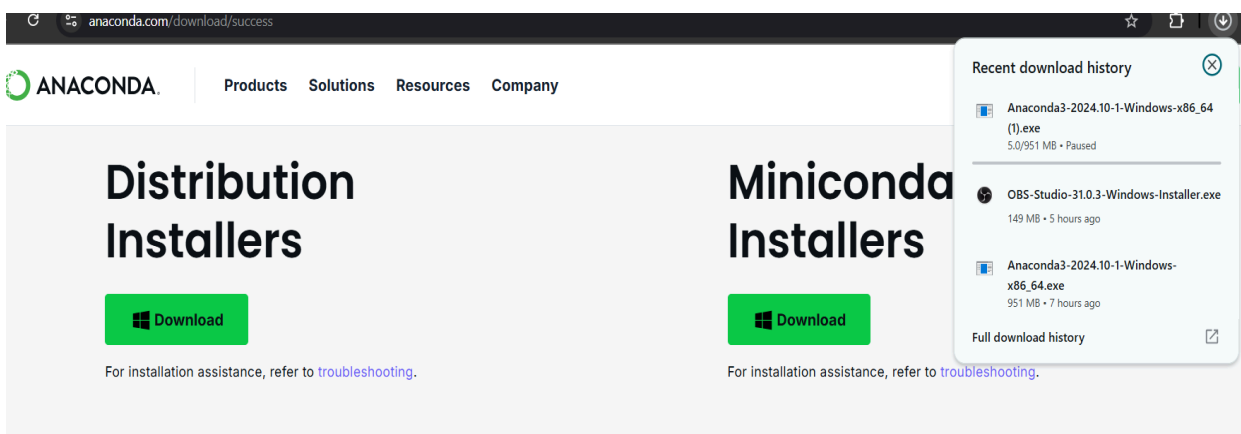 anaconda.com/download/success
ANACONDA.
Products Solutions Resources Company
Distribution
Installers
Download
For installation assistance, refer to troubleshooting.
Miniconda
Installers
Download
For installation assistance, refer to troubleshooting.
Recent download history
Anaconda3-2024.10-1-Windows-x86_64
(1).exe
5.0/951 MB • Paused
OBS-Studio-31.0.3-Windows-Installer.exe
149 MB • 5 hours ago
Anaconda3-2024.10-1-Windows-
x86_64.exe
951 MB • 7 hours ago
Full download history